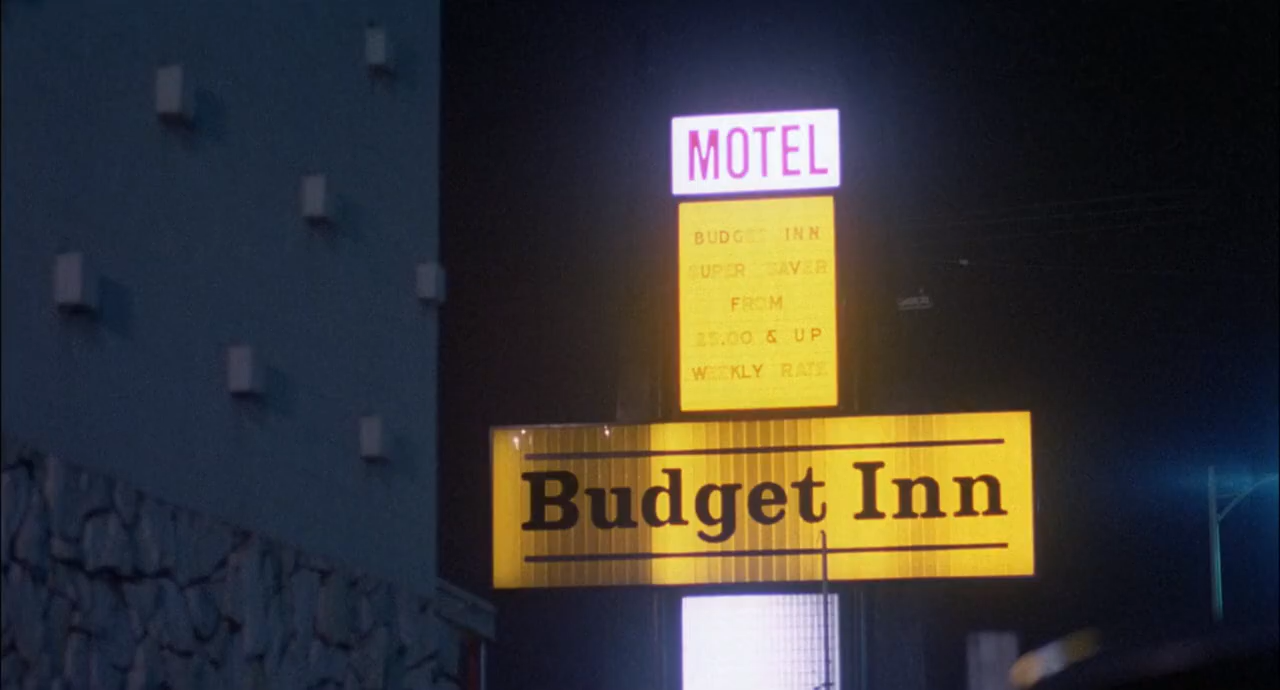 MOTEL
BUDGET INN
SUPER SAVER
FROM
& UP
WEEKLY RATE
Budget Inn